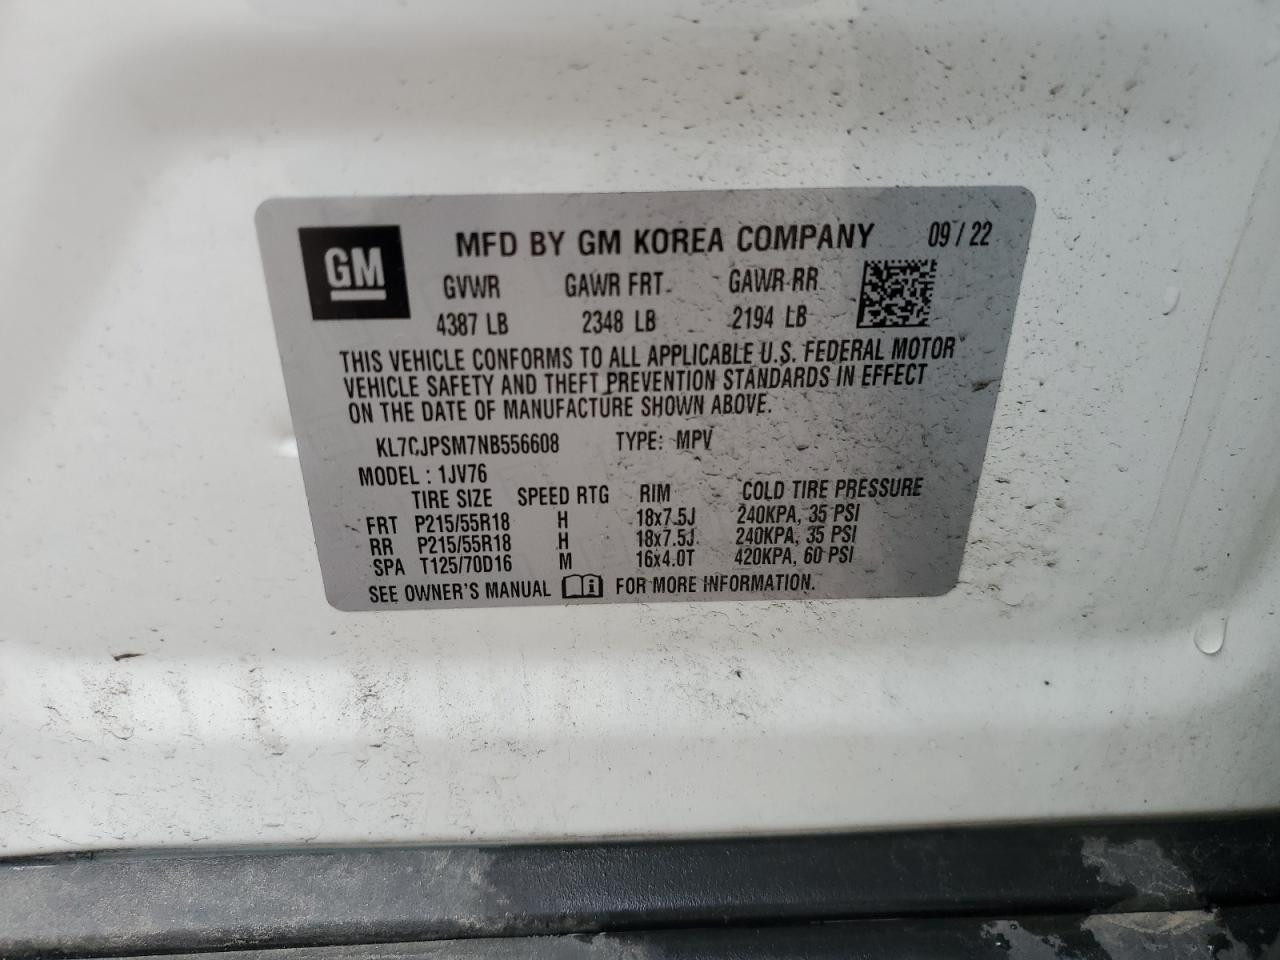 GM MFD BY GM KOREA COMPANY 09/22
GVWR GAWR FRT GAWR RR
4387 LB 2348 LB 2194 LB
THIS VEHICLE CONFORMS TO ALL APPLICABLE U.S. FEDERAL MOTOR
VEHICLE SAFETY AND THEFT PREVENTION STANDARDS IN EFFECT
ON THE DATE OF MANUFACTURE SHOWN ABOVE.
KL7CJPSM7NB556608 TYPE: MPV
MODEL : 1JV76
TIRE SIZE SPEED RTG RIM COLD TIRE PRESSURE
FRT P215/55R18 H 18x7.5J 240KPA, 35 PSI
RR P215/55R18 H 18x7.5J 240KPA, 35 PSI
SPA T125/70D16 M 16x4.0T 420KPA, 60 PSI
SEE OWNER'S MANUAL i FOR MORE INFORMATION.